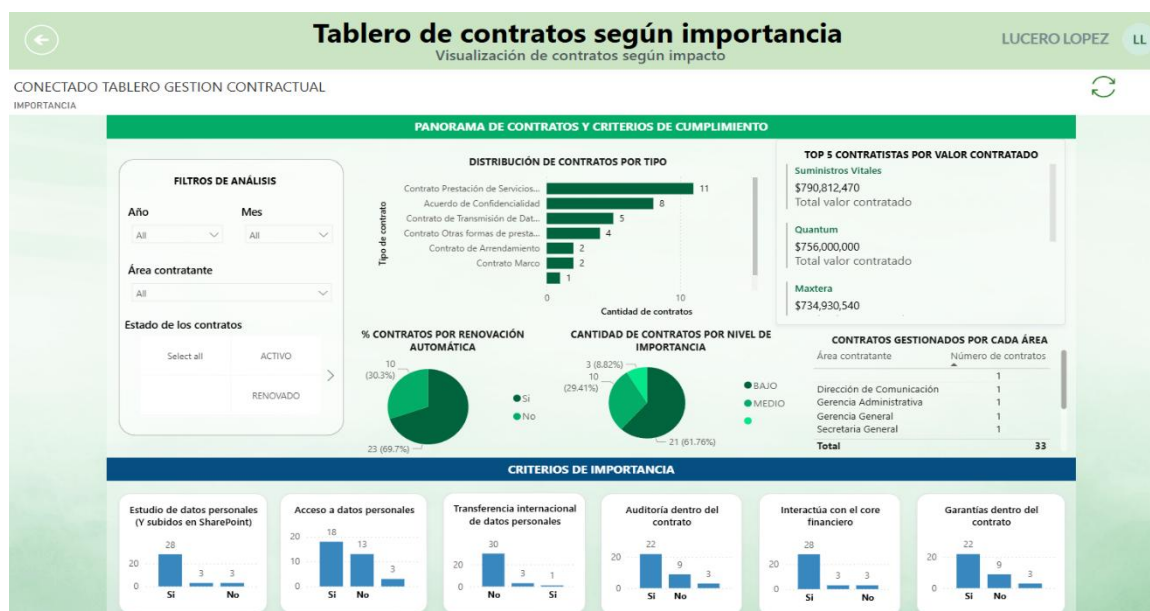 Tablero de contratos según importancia
Visualización de contratos según impacto
LUCERO LOPEZ
LL
CONECTADO TABLERO GESTION CONTRACTUAL
IMPORTANCIA
PANORAMA DE CONTRATOS Y CRITERIOS DE CUMPLIMIENTO
FILTROS DE ANÁLISIS
Año Mes
All All
Área contratante
All
Estado de los contratos
Select all ACTIVO
RENOVADO
DISTRIBUCIÓN DE CONTRATOS POR TIPO
Tipo de contrato
Contrato Prestación de Servicios... 11
Acuerdo de Confidencialidad 8
Contrato de Transmisión de Dat... 5
Contrato Otras formas de presta... 4
Contrato de Arrendamiento 2
Contrato Marco 2
1
0 10
Cantidad de contratos
TOP 5 CONTRATISTAS POR VALOR CONTRATADO
Suministros Vitales
$790,812,470
Total valor contratado
Quantum
$756,000,000
Total valor contratado
Maxtera
$734,930,540
% CONTRATOS POR RENOVACIÓN
AUTOMÁTICA
10
(30.3%)
23 (69.7%)
Si
No
CANTIDAD DE CONTRATOS POR NIVEL DE
IMPORTANCIA
3 (8.82%)
10
(29.41%)
21 (61.76%)
BAJO
MEDIO
CONTRATOS GESTIONADOS POR CADA ÁREA
Área contratante Número de contratos
1
Dirección de Comunicación 1
Gerencia Administrativa 1
Gerencia General 1
Secretaria General 1
Total 33
CRITERIOS DE IMPORTANCIA
Estudio de datos personales
(Y subidos en SharePoint)
28
20
3 3
0
Si No
Acceso a datos personales
18
20
13
3
0
Si No
Transferencia internacional
de datos personales
30
20
3 1
0
No Si
Auditoría dentro del
contrato
22
20
9
3
0
Si No
Interactúa con el core
financiero
28
20
3 3
0
Si No
Garantías dentro del
contrato
22
20
9
3
0
Si No